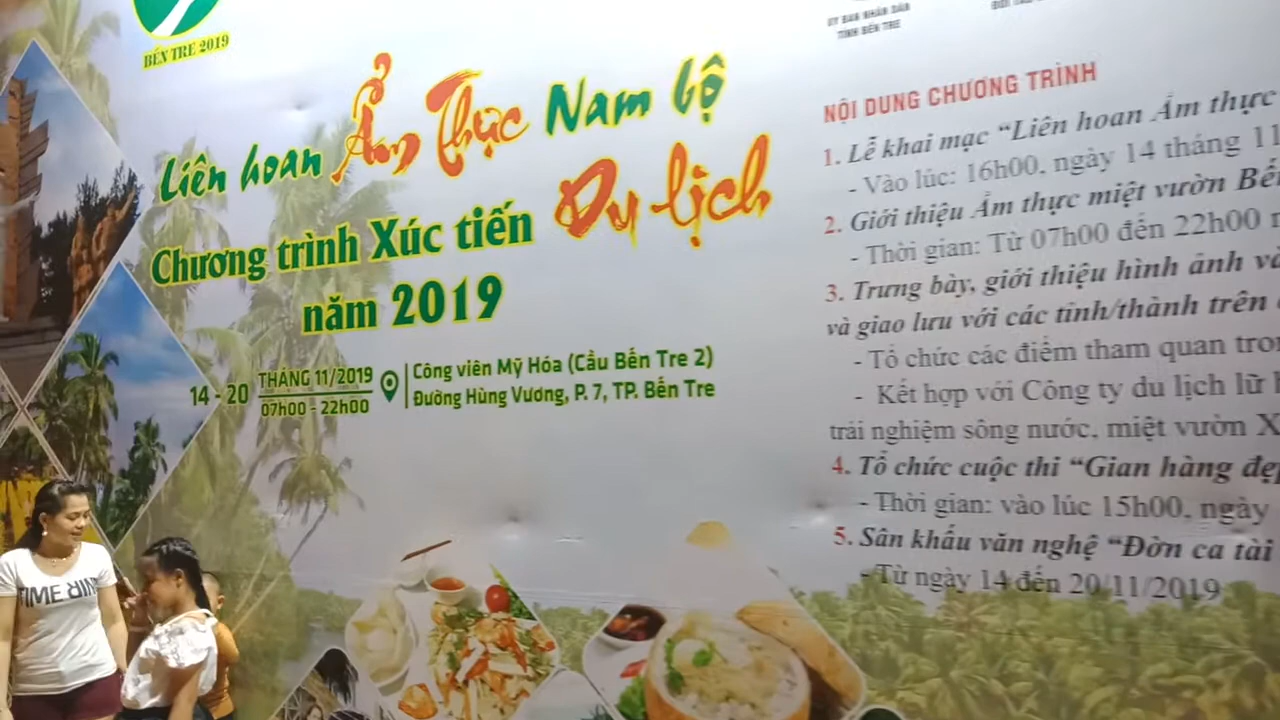 BẾN TRE 2019
Liên hoan Ẩm Thực Nam bộ
Chương trình Xúc tiến Du lịch
năm 2019
14 - 20 THÁNG 11/2019
07h00 - 22h00
Công viên Mỹ Hóa (Cầu Bến Tre 2)
Đường Hùng Vương, P. 7, TP. Bến Tre
ỦY BAN NHÂN DÂN
TỈNH BẾN TRE
NỘI DUNG CHƯƠNG TRÌNH
1. Lễ khai mạc “Liên hoan Ẩm thực
- Vào lúc: 16h00, ngày 14 tháng 11
2. Giới thiệu Ẩm thực miệt vườn Bến
- Thời gian: Từ 07h00 đến 22h00
3. Trưng bày, giới thiệu hình ảnh và
và giao lưu với các tỉnh/thành trên
- Tổ chức các điểm tham quan
- Kết hợp với Công ty du lịch lữ
trải nghiệm sông nước, miệt vườn X
4. Tổ chức cuộc thi “Gian hàng đẹp
- Thời gian: vào lúc 15h00, ngày
5. Sân khấu văn nghệ “Đờn ca tài
- Từ ngày 14 đến 20/11/2019
TIME